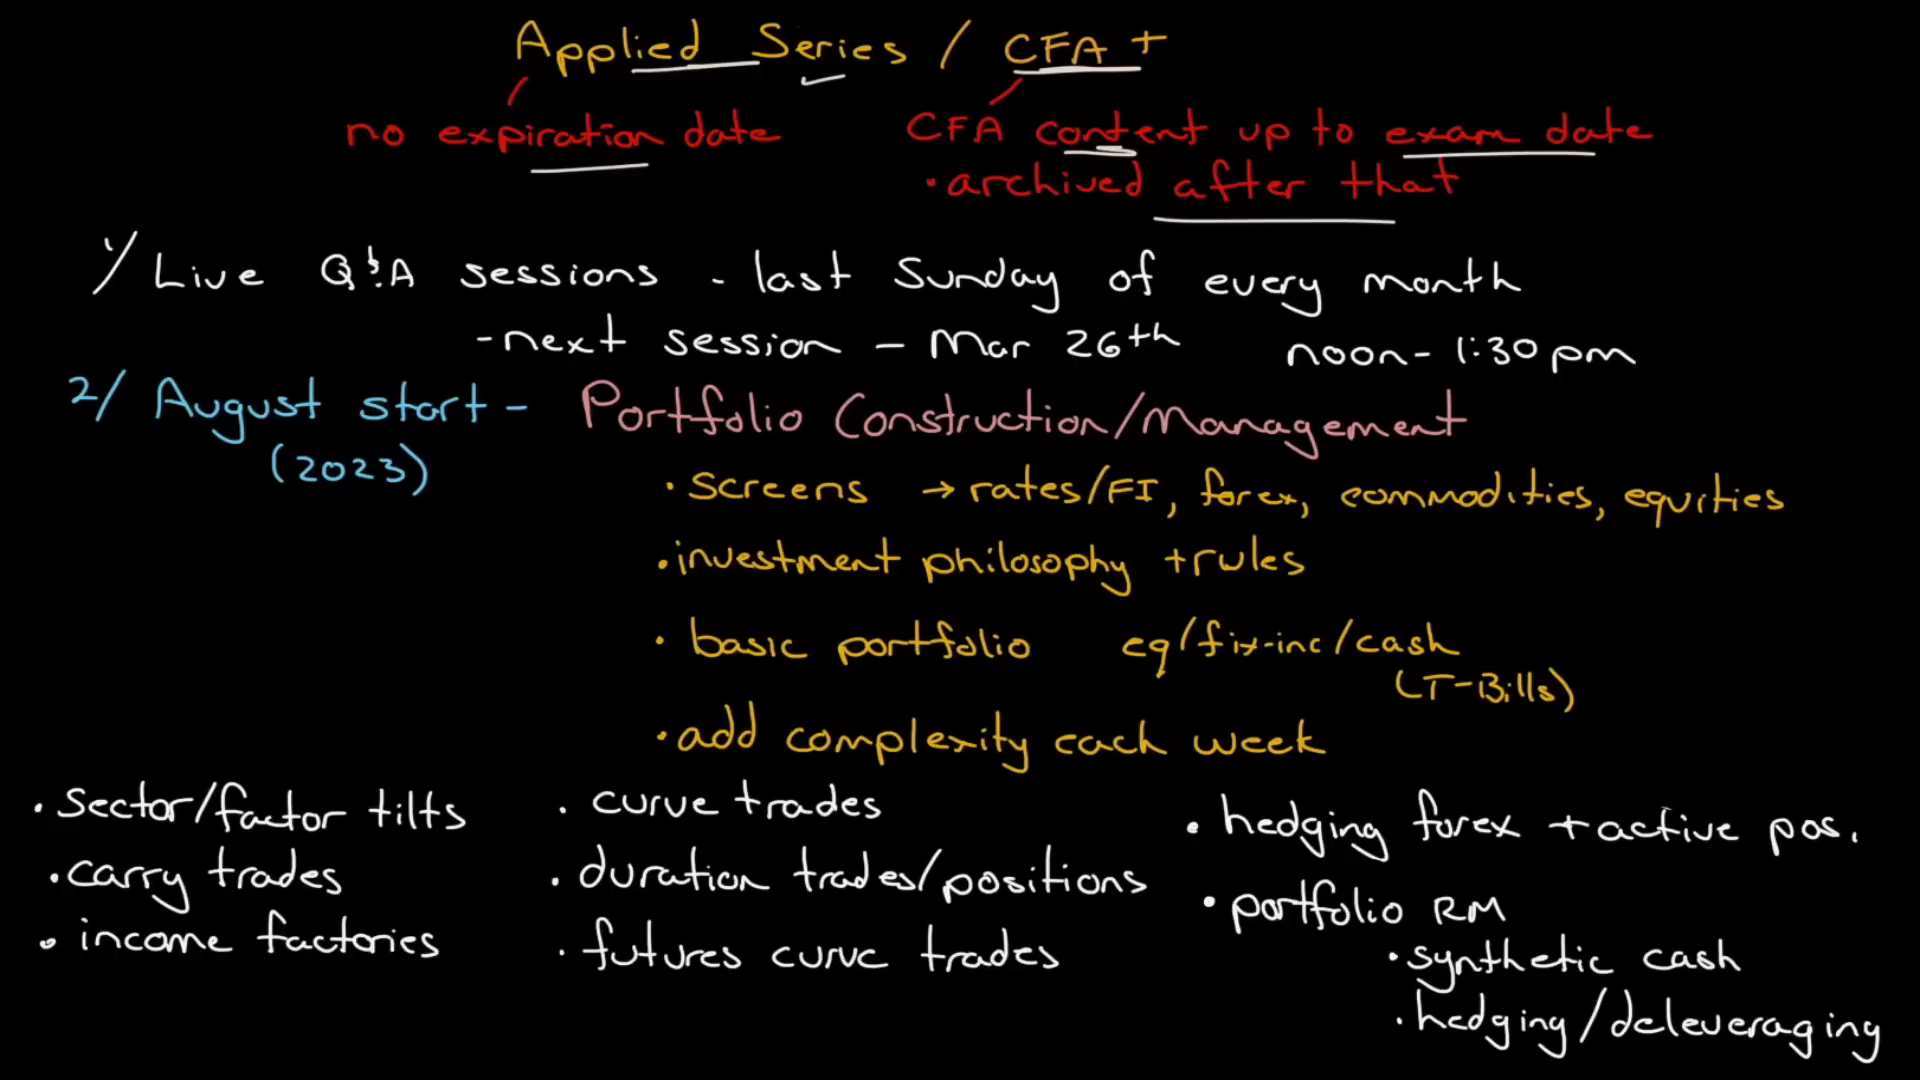 Applied Series / CFA +
no expiration date
CFA content up to exam date
• archived after that
1/ Live Q&A sessions - last Sunday of every month
- next session - Mar 26th noon - 1:30 pm
2/ August start - Portfolio Construction/Management
(2023)
• screens → rates/FI, forex, commodities, equities
• investment philosophy + rules
• basic portfolio eq/fix-inc/cash
(T-Bills)
• add complexity each week
• sector/factor tilts
• carry trades
• income factories
• curve trades
• duration trades/positions
• futures curve trades
• hedging forex + active pos.
• portfolio RM
• synthetic cash
• hedging/deleveraging